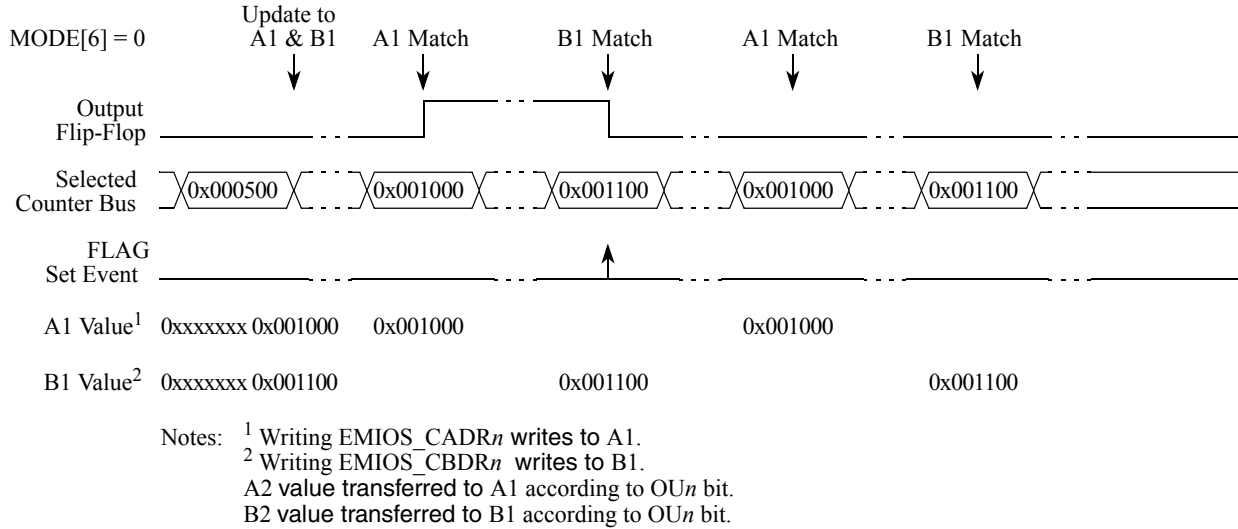 Update to
MODE[6] = 0 A1 & B1 A1 Match B1 Match A1 Match B1 Match
Output
Flip-Flop
Selected
Counter Bus
0x000500 0x001000 0x001100 0x001000 0x001100
FLAG
Set Event
A1 Value1 0xxxxxxx 0x001000 0x001000 0x001000
B1 Value2 0xxxxxxx 0x001100 0x001100 0x001100
Notes: 1 Writing EMIOS_CADRn writes to A1.
2 Writing EMIOS_CBDRn writes to B1.
A2 value transferred to A1 according to OUn bit.
B2 value transferred to B1 according to OUn bit.